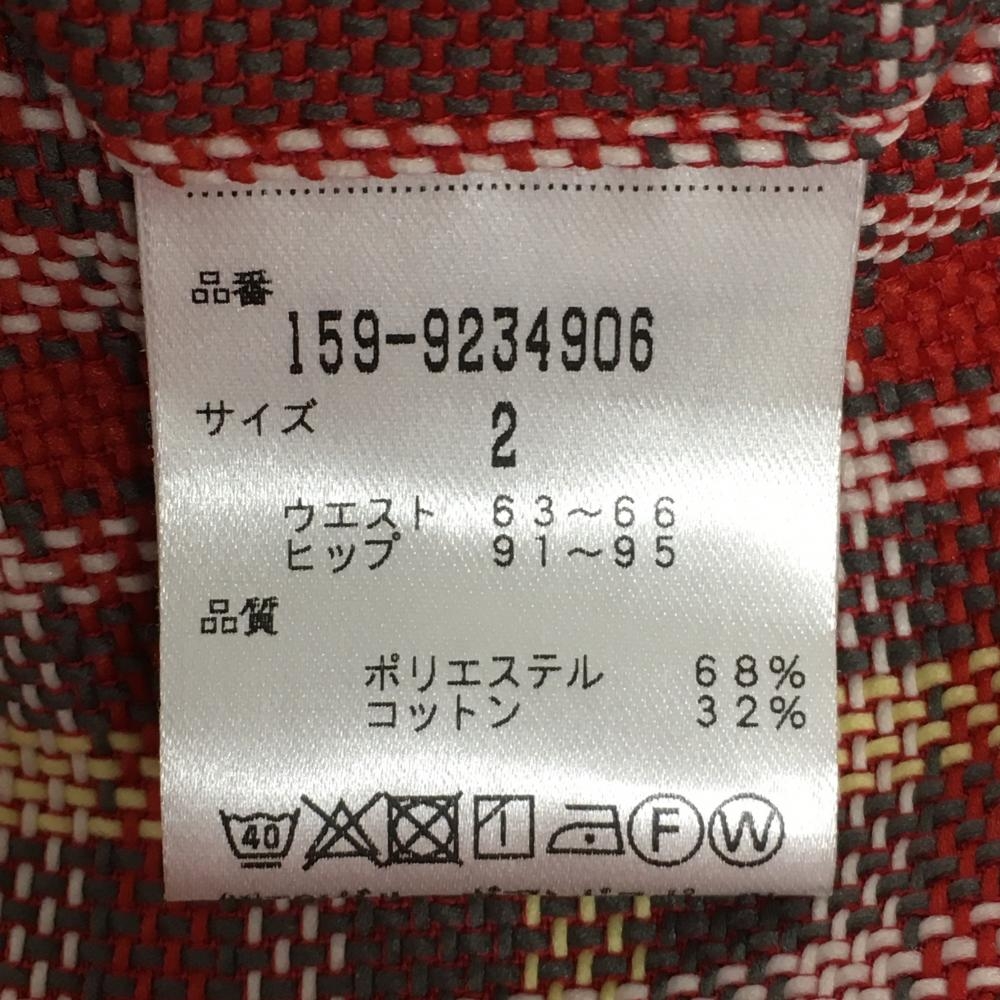 品番
159-9234906
サイズ 2
ウエスト 63~66
ヒップ 91~95
品質
ポリエステル 68%
コットン 32%
40 F W